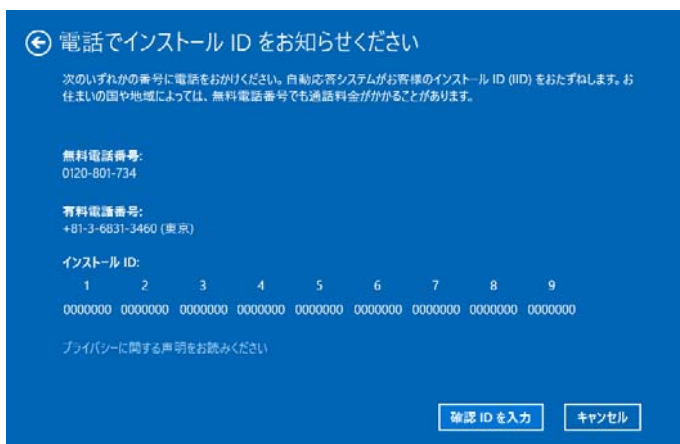 電話でインストール ID をお知らせください
次のいずれかの番号に電話をおかけください。自動応答システムがお客様のインストール ID (IID) をおたずねします。お
住まいの国や地域によっては、無料電話番号でも通話料金がかかることがあります。
無料電話番号:
0120-801-734
有料電話番号:
+81-3-6831-3460 (東京)
インストール ID:
1 2 3 4 5 6 7 8 9
0000000 0000000 0000000 0000000 0000000 0000000 0000000 0000000 0000000
プライバシーに関する声明をお読みください
確認 ID を入力 キャンセル